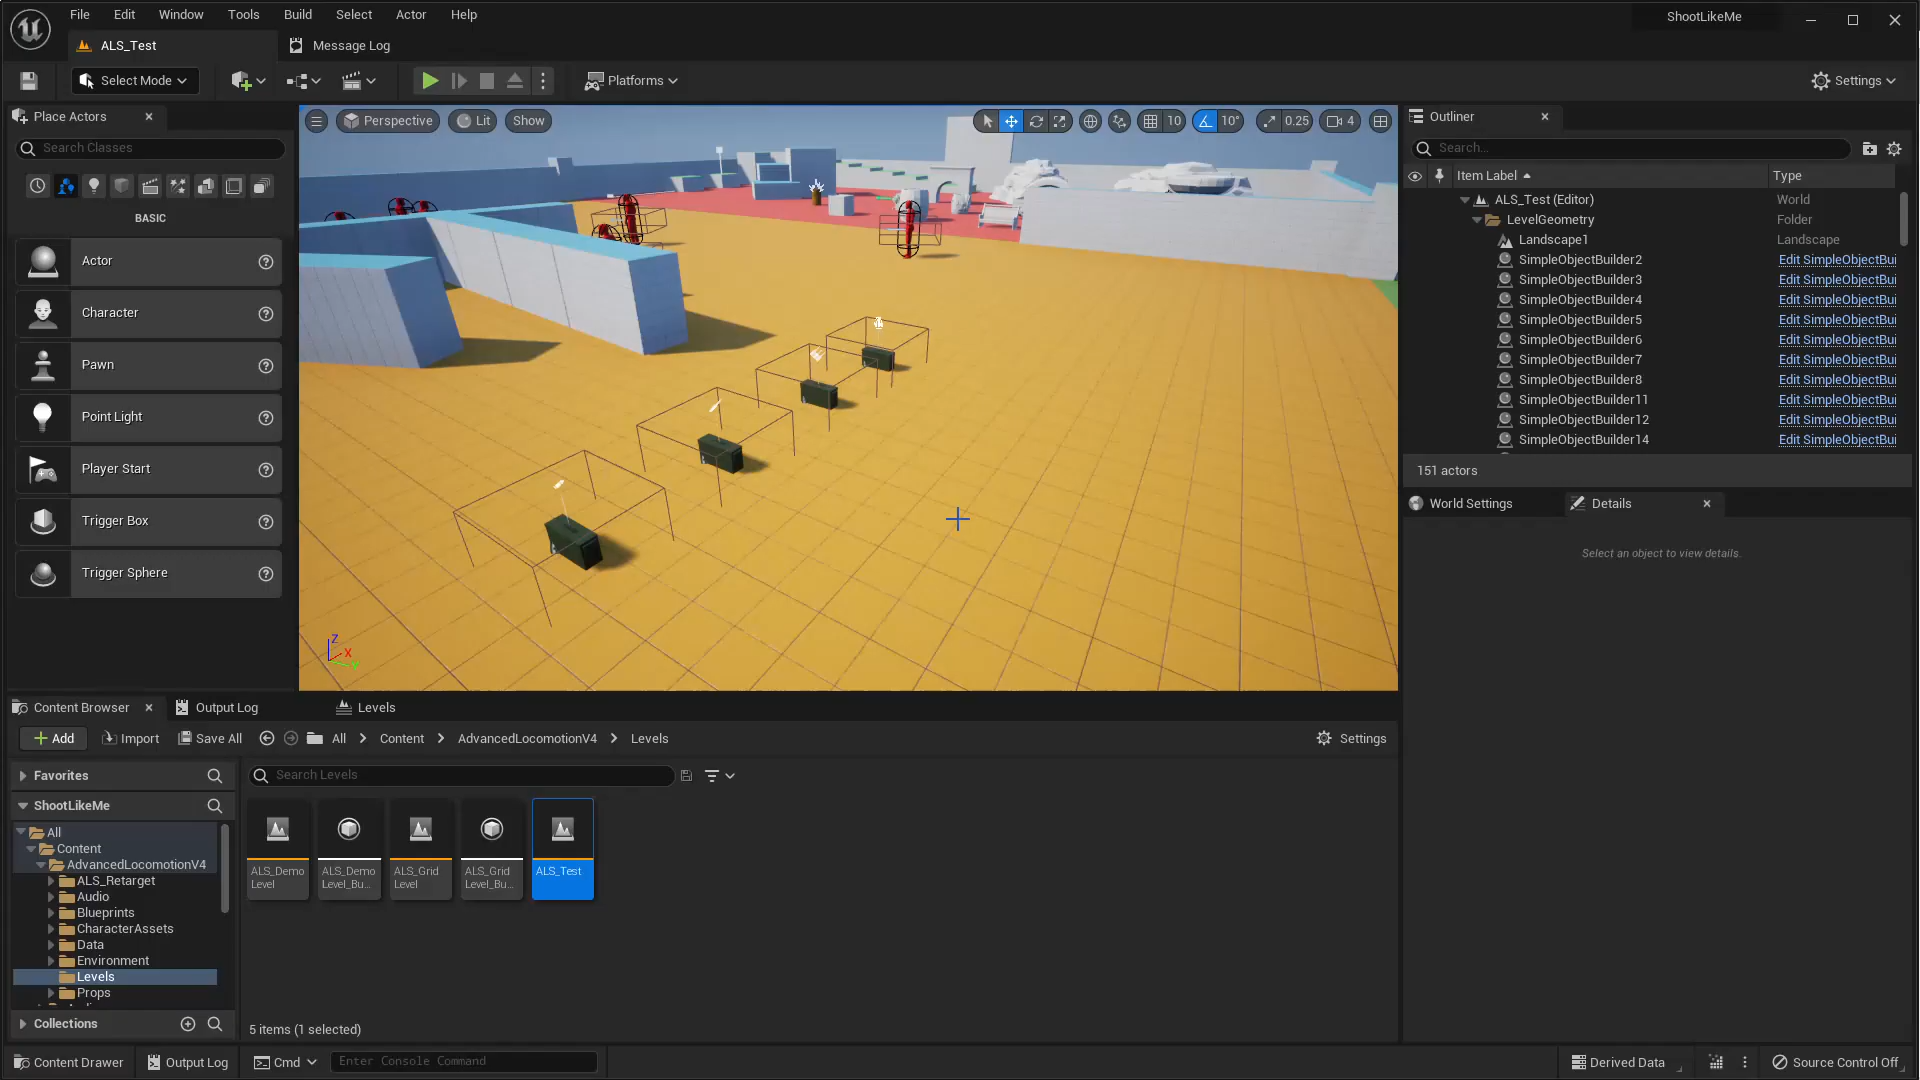 File Edit Window Tools Build Select Actor Help
ShootLikeMe
ALS_Test Message Log
Select Mode Platforms Settings
Place Actors
Search Classes
BASIC
Actor
Character
Pawn
Point Light
Player Start
Trigger Box
Trigger Sphere
Perspective Lit Show 10 10° 0.25 4
Z
X
Y
Outliner
Search...
Item Label Type
ALS_Test (Editor) World
LevelGeometry Folder
Landscape1 Landscape
SimpleObjectBuilder2 Edit SimpleObjectBui
SimpleObjectBuilder3 Edit SimpleObjectBui
SimpleObjectBuilder4 Edit SimpleObjectBui
SimpleObjectBuilder5 Edit SimpleObjectBui
SimpleObjectBuilder6 Edit SimpleObjectBui
SimpleObjectBuilder7 Edit SimpleObjectBui
SimpleObjectBuilder8 Edit SimpleObjectBui
SimpleObjectBuilder11 Edit SimpleObjectBui
SimpleObjectBuilder12 Edit SimpleObjectBui
SimpleObjectBuilder14 Edit SimpleObjectBui
151 actors
World Settings Details
Select an object to view details.
Content Browser Output Log Levels
Add Import Save All All Content AdvancedLocomotionV4 Levels Settings
Favorites
ShootLikeMe
All
Content
AdvancedLocomotionV4
ALS_Retarget
Audio
Blueprints
CharacterAssets
Data
Environment
Levels
Props
Collections
Search Levels
ALS_Demo
Level
ALS_Demo
Level_Bu...
ALS_Grid
Level
ALS_Grid
Level_Bu...
ALS_Test
5 items (1 selected)
Content Drawer Output Log Cmd Enter Console Command Derived Data Source Control Off